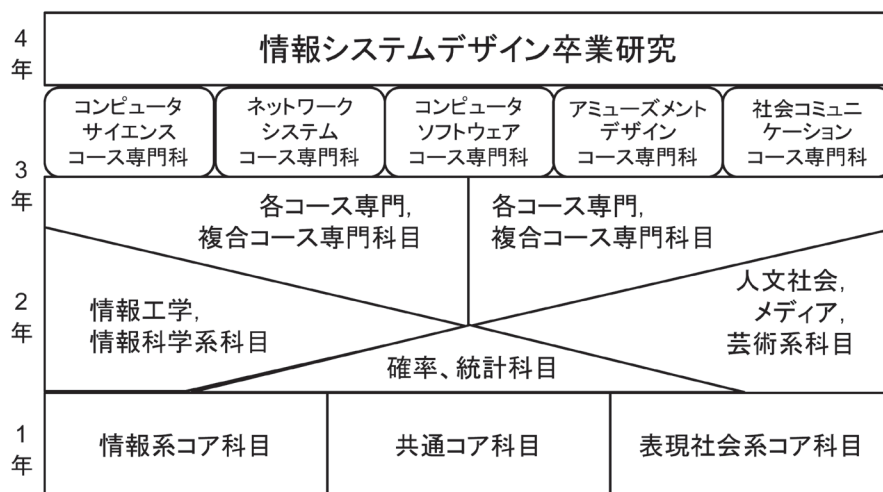 4
年
情報システムデザイン卒業研究
コンピュータ
サイエンス
コース専門科
ネットワーク
システム
コース専門科
コンピュータ
ソフトウェア
コース専門科
アミューズメント
デザイン
コース専門科
社会コミュニ
ケーション
コース専門科
3
年
各コース専門,
複合コース専門科目
各コース専門,
複合コース専門科目
2
年
情報工学,
情報科学系科目
人文社会,
メディア,
芸術系科目
確率、統計科目
1
年
情報系コア科目
共通コア科目
表現社会系コア科目